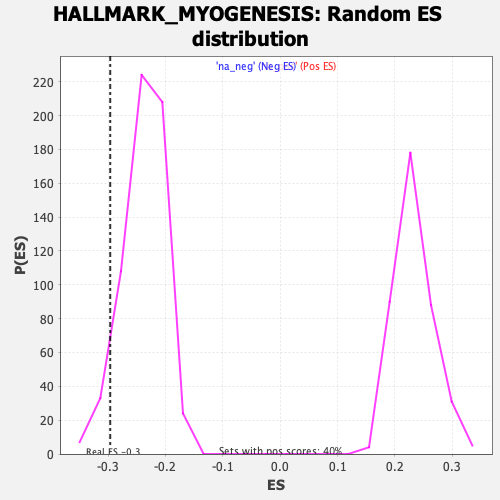 HALLMARK_MYOGENESIS: Random ES
distribution
'na_neg' (Neg ES)' (Pos ES)
P(ES)
220
200
180
160
140
120
100
80
60
40
20
0
Real ES -0.3
Sets with pos scores: 40%
-0.3 -0.2 -0.1 0.0 0.1 0.2 0.3
ES